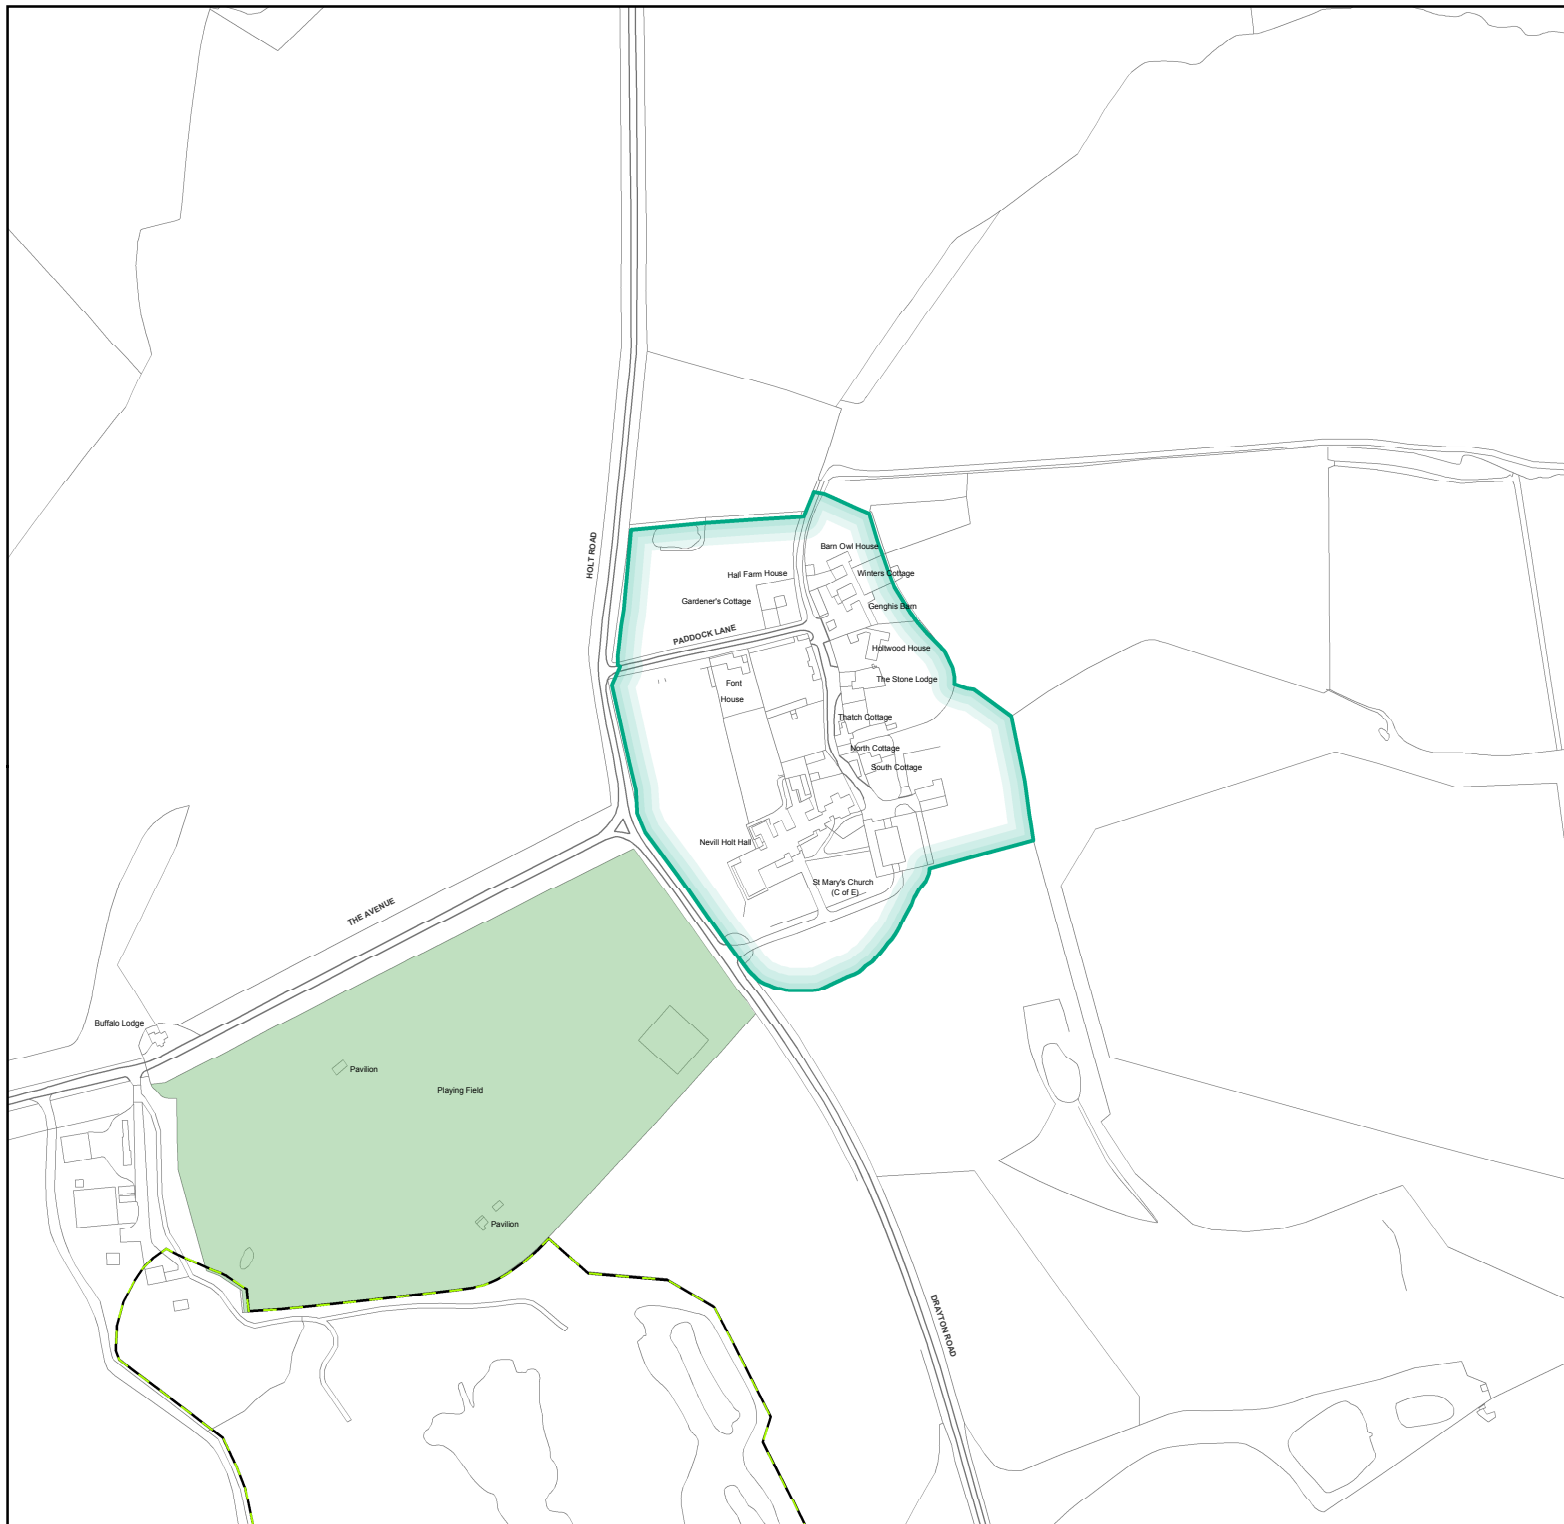 HOLT ROAD
Barn Owl House
Hall Farm House
Winters Cottage
Gardener's Cottage
Genghis Barn
PADDOCK LANE
Holtwood House
Font
House
The Stone Lodge
Thatch Cottage
North Cottage
South Cottage
Nevill Holt Hall
St Mary's Church
(C of E)
THE AVENUE
Buffalo Lodge
Pavilion
Playing Field
Pavilion
DRAYTON ROAD